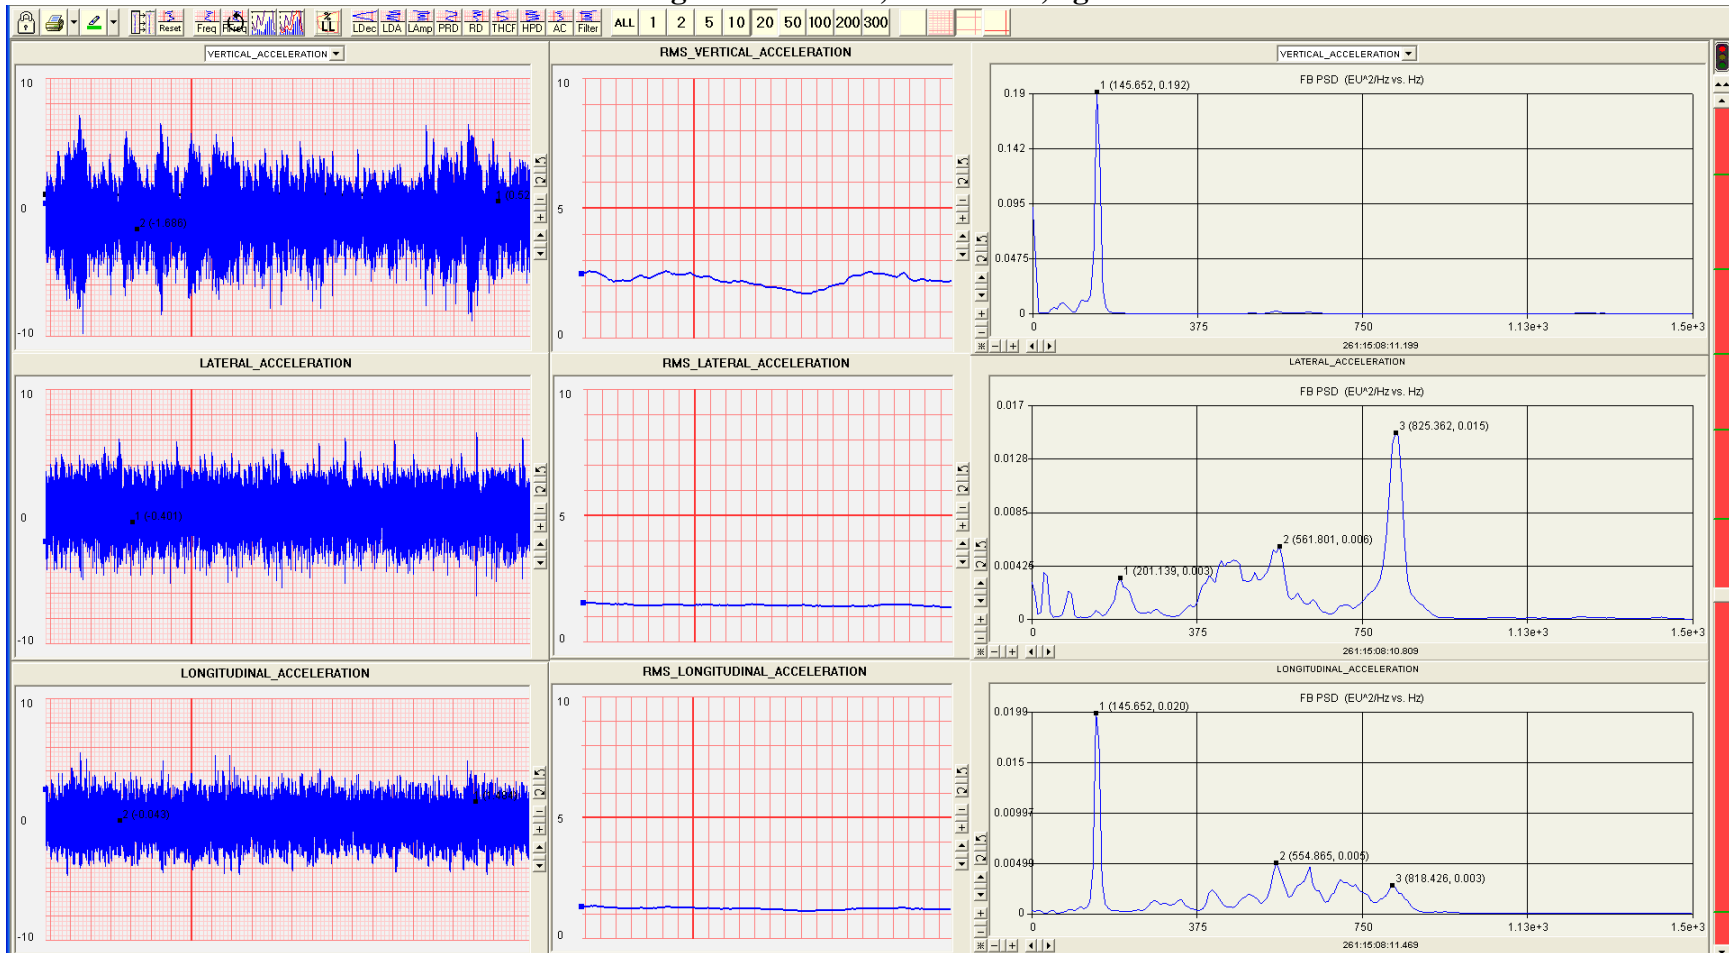 Reset Freq LL LDec LDA LAmp PRD RD THCF HPD AC Filter ALL 1 2 5 10 20 50 100 200 300
VERTICAL_ACCELERATION
10
0
-10
2 (-1.686)
RMS_VERTICAL_ACCELERATION
10
5
0
VERTICAL_ACCELERATION
FB PSD (EU^2/Hz vs. Hz)
1 (145.652, 0.192)
0.19
0.142
0.095
0.0475
0
0 375 750 1.13e+3 1.5e+3
261:15:08:11.199
LATERAL_ACCELERATION
10
0
-10
1 (-0.401)
RMS_LATERAL_ACCELERATION
10
5
0
LATERAL_ACCELERATION
FB PSD (EU^2/Hz vs. Hz)
0.017
3 (825.362, 0.015)
0.0128
0.0085
2 (561.801, 0.006)
0.00425
1 (201.139, 0.003)
0
0 375 750 1.13e+3 1.5e+3
261:15:08:10.809
LONGITUDINAL_ACCELERATION
10
0
-10
2 (-0.043)
RMS_LONGITUDINAL_ACCELERATION
10
5
0
LONGITUDINAL_ACCELERATION
FB PSD (EU^2/Hz vs. Hz)
1 (145.652, 0.020)
0.0199
0.015
0.00997
0.00499
2 (554.865, 0.005)
3 (818.426, 0.003)
0
0 375 750 1.13e+3 1.5e+3
261:15:08:11.469